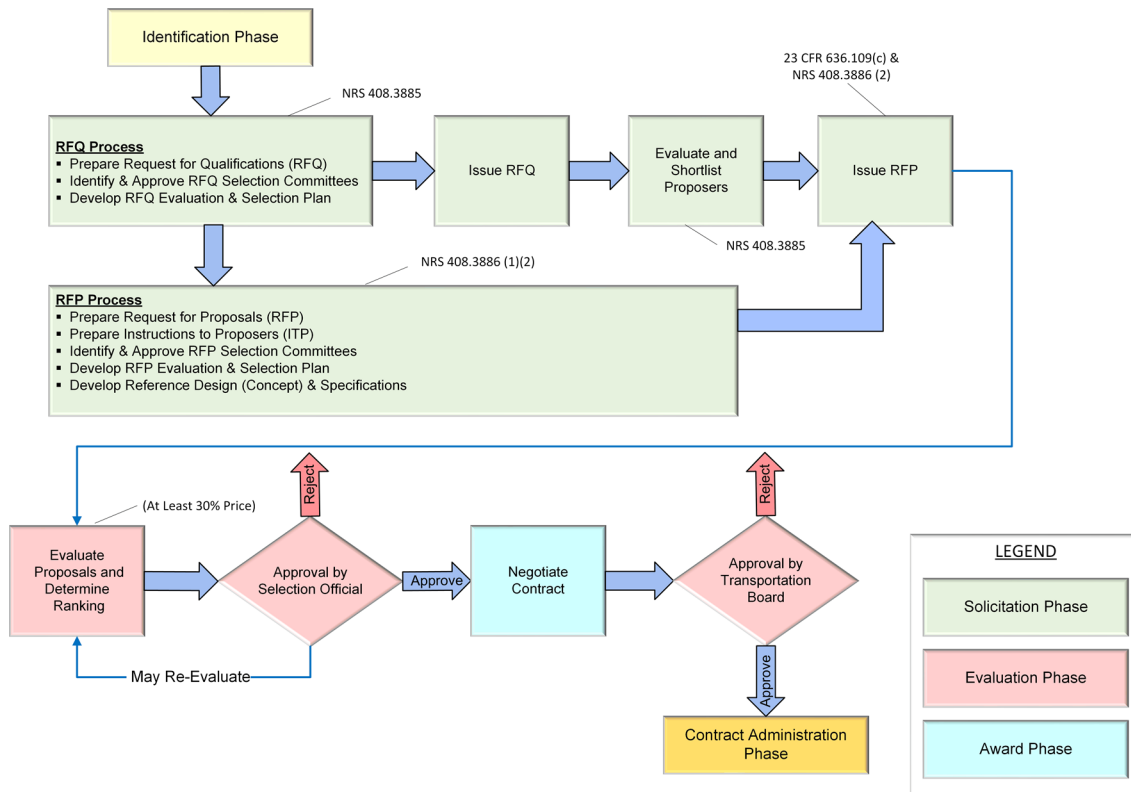 Identification Phase
23 CFR 636.109(c) &
NRS 408.3886 (2)
NRS 408.3885
RFQ Process
▪ Prepare Request for Qualifications (RFQ)
▪ Identify & Approve RFQ Selection Committees
▪ Develop RFQ Evaluation & Selection Plan
Issue RFQ
Evaluate and
Shortlist
Proposers
Issue RFP
NRS 408.3885
NRS 408.3886 (1)(2)
RFP Process
▪ Prepare Request for Proposals (RFP)
▪ Prepare Instructions to Proposers (ITP)
▪ Identify & Approve RFP Selection Committees
▪ Develop RFP Evaluation & Selection Plan
▪ Develop Reference Design (Concept) & Specifications
(At Least 30% Price)
Evaluate
Proposals and
Determine
Ranking
Reject
Approval by
Selection Official
Approve
May Re-Evaluate
Negotiate
Contract
Reject
Approval by
Transportation
Board
Approve
Contract Administration
Phase
LEGEND
Solicitation Phase
Evaluation Phase
Award Phase